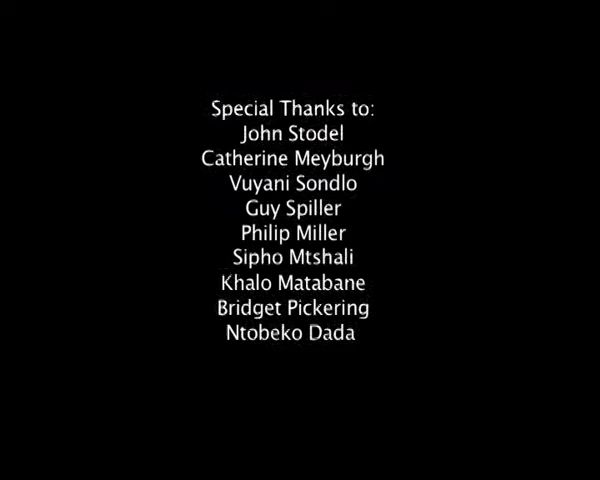 Special Thanks to:
John Stodel
Catherine Meyburgh
Vuyani Sondlo
Guy Spiller
Philip Miller
Sipho Mtshali
Khalo Matabane
Bridget Pickering
Ntobeko Dada